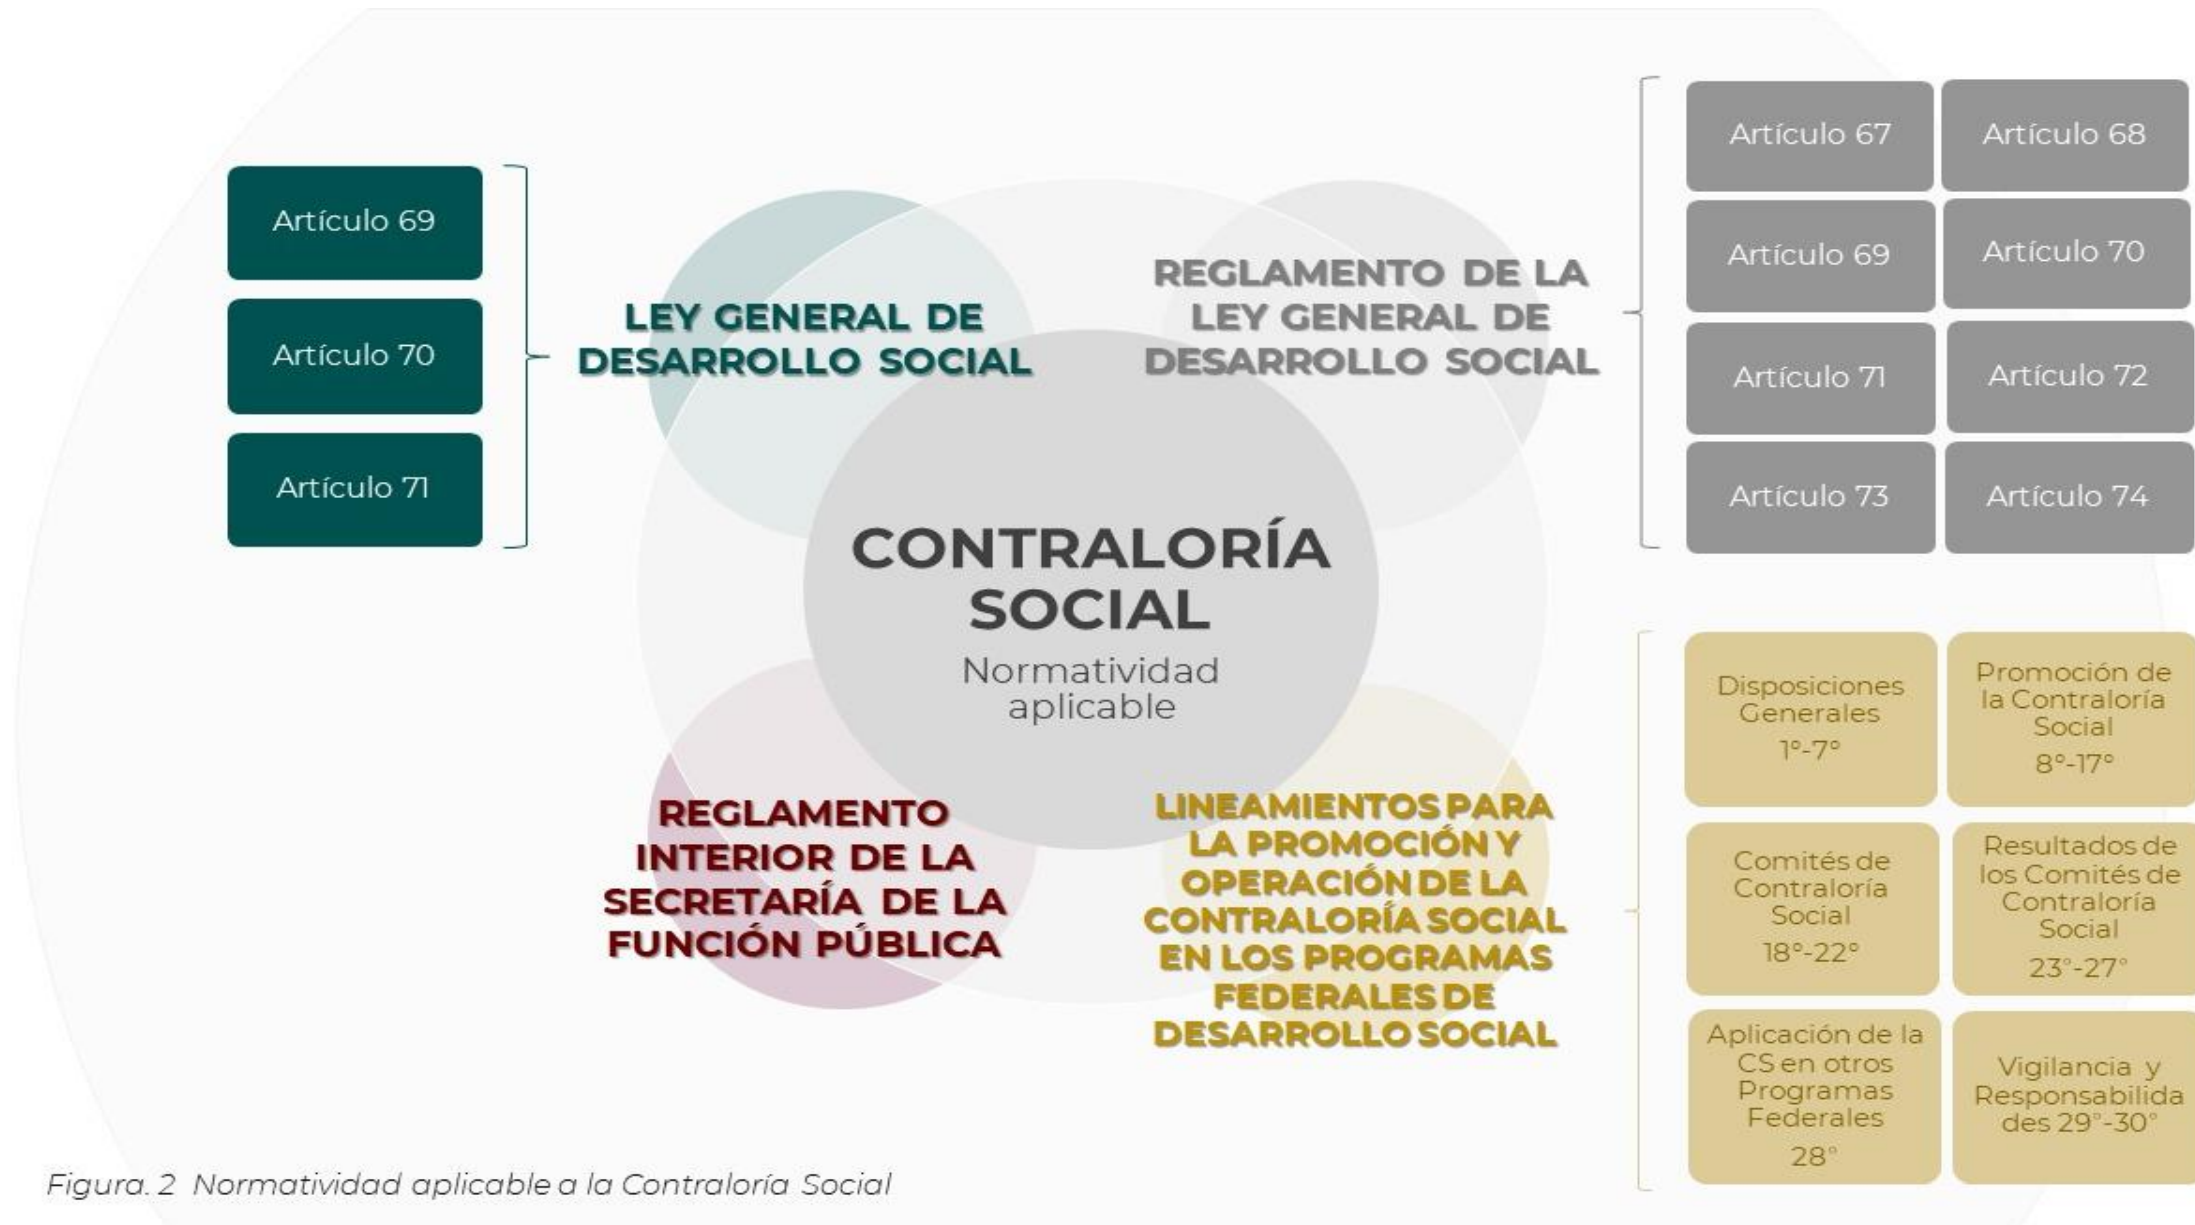 Artículo 69
Artículo 70
Artículo 71
LEY GENERAL DE
DESARROLLO SOCIAL
REGLAMENTO DE LA
LEY GENERAL DE
DESARROLLO SOCIAL
Artículo 67
Artículo 68
Artículo 69
Artículo 70
Artículo 71
Artículo 72
Artículo 73
Artículo 74
CONTRALORÍA
SOCIAL
Normatividad
aplicable
REGLAMENTO
INTERIOR DE LA
SECRETARÍA DE LA
FUNCIÓN PÚBLICA
LINEAMIENTOS PARA
LA PROMOCIÓN Y
OPERACIÓN DE LA
CONTRALORÍA SOCIAL
EN LOS PROGRAMAS
FEDERALES DE
DESARROLLO SOCIAL
Disposiciones
Generales
1°-7°
Promoción de
la Contraloría
Social
8°-17°
Comités de
Contraloría
Social
18°-22°
Resultados de
los Comités de
Contraloría
Social
23°-27°
Aplicación de la
CS en otros
Programas
Federales
28°
Vigilancia y
Responsabilida
des 29°-30°
Figura. 2 Normatividad aplicable a la Contraloría Social